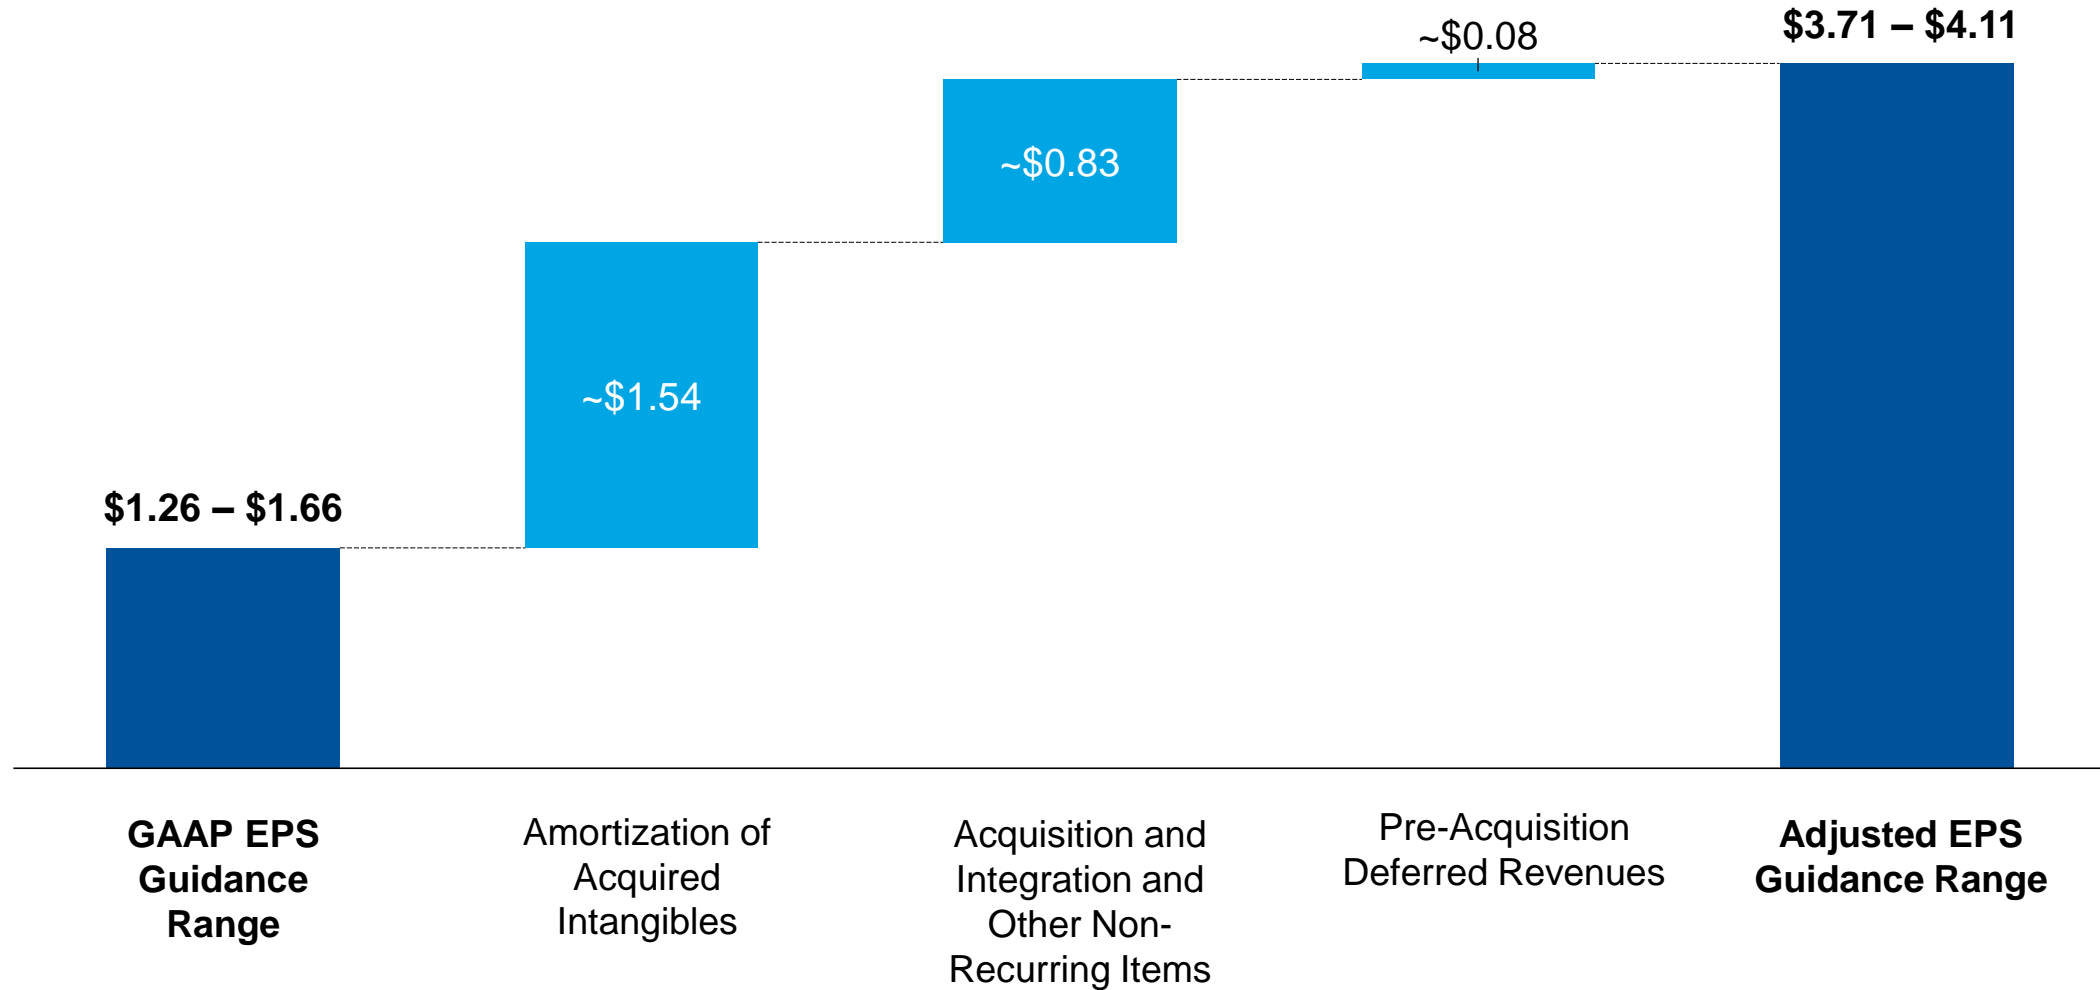 ~$0.08
$3.71 – $4.11
~$0.83
~$1.54
$1.26 – $1.66
GAAP EPS
Guidance
Range
Amortization of
Acquired
Intangibles
Acquisition and
Integration and
Other Non-
Recurring Items
Pre-Acquisition
Deferred Revenues
Adjusted EPS
Guidance Range